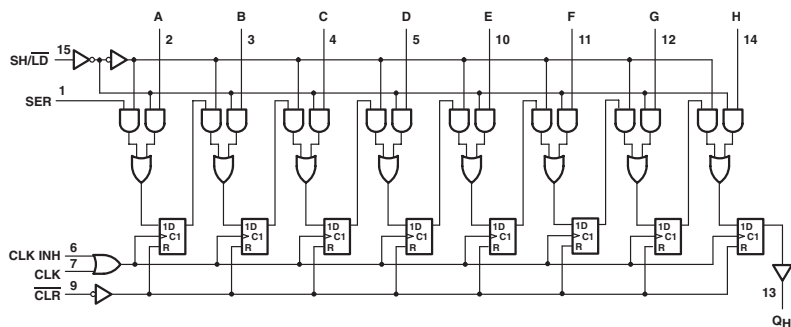 A B C D E F G H
2 3 4 5 10 11 12 14
SH/LD 15
SER 1
1D 1D 1D 1D 1D 1D 1D 1D
C1 C1 C1 C1 C1 C1 C1 C1
R R R R R R R R
CLK INH 6
CLK 7
CLR 9
13
QH